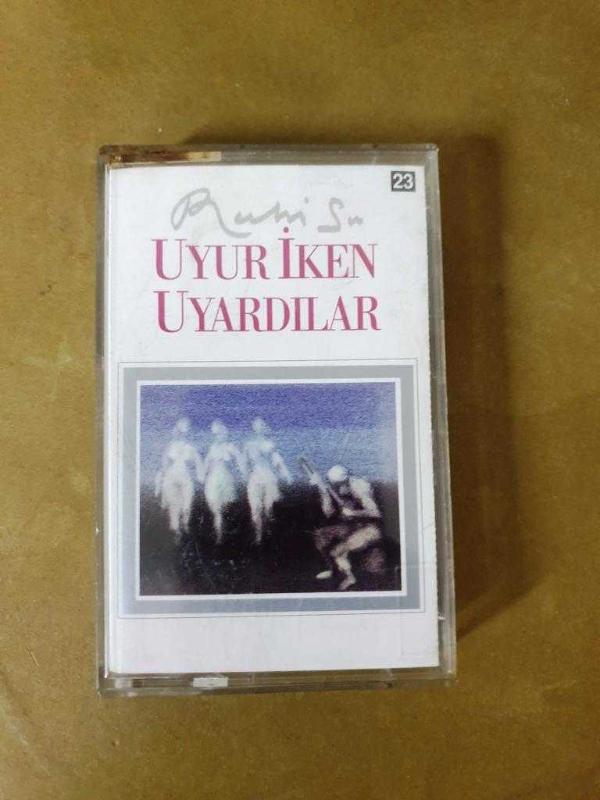 23
Ruhi Su
UYUR İKEN
UYARDILAR